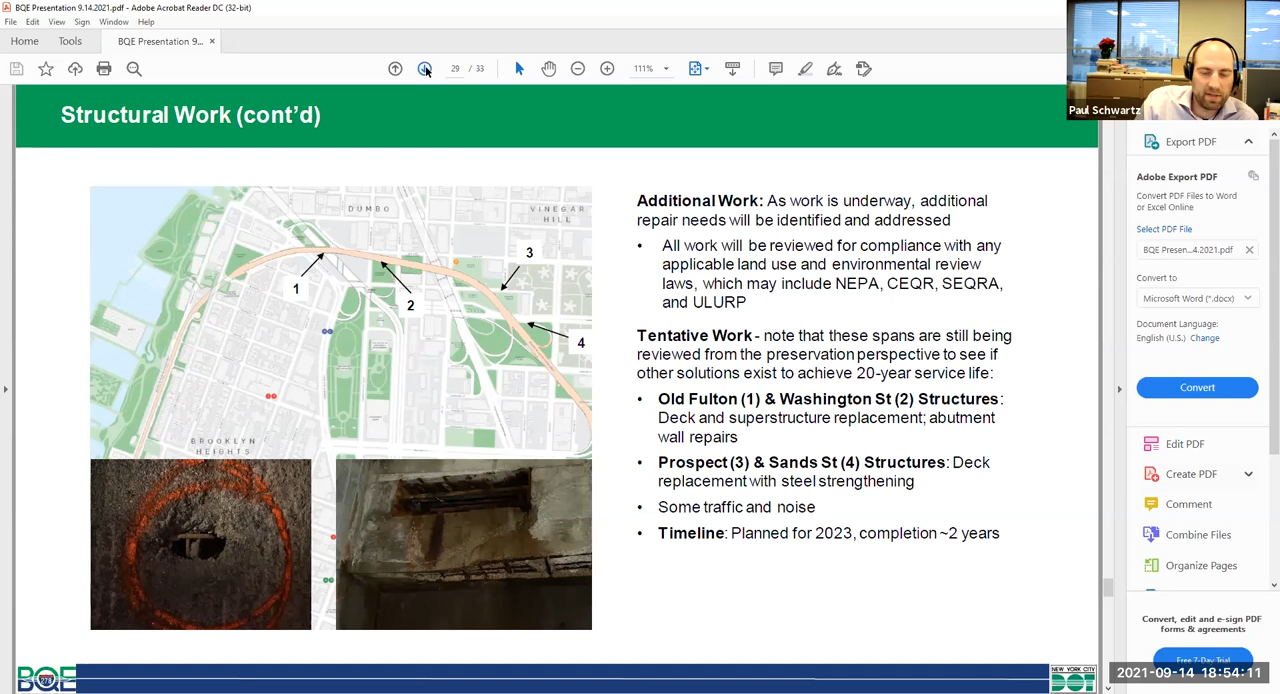 BQE Presentation 9.14.2021.pdf - Adobe Acrobat Reader DC (32-bit)
File Edit View Sign Window Help
Home Tools BQE Presentation 9... ×
29 / 33 111%
Paul Schwartz
Structural Work (cont'd)
DUMBO
VINEGAR
HILL
1
2
3
4
BROOKLYN
HEIGHTS
Additional Work: As work is underway, additional
repair needs will be identified and addressed
• All work will be reviewed for compliance with any
applicable land use and environmental review
laws, which may include NEPA, CEQR, SEQRA,
and ULURP
Tentative Work - note that these spans are still being
reviewed from the preservation perspective to see if
other solutions exist to achieve 20-year service life:
• Old Fulton (1) & Washington St (2) Structures:
Deck and superstructure replacement; abutment
wall repairs
• Prospect (3) & Sands St (4) Structures: Deck
replacement with steel strengthening
• Some traffic and noise
• Timeline: Planned for 2023, completion ~2 years
BQE
278
NEW YORK CITY
DOT
Export PDF
Adobe Export PDF
Convert PDF Files to Word
or Excel Online
Select PDF File
BQE Presen...4.2021.pdf
Convert to
Microsoft Word (*.docx)
Document Language:
English (U.S.) Change
Convert
Edit PDF
Create PDF
Comment
Combine Files
Organize Pages
Convert, edit and e-sign PDF
forms & agreements
Free 7-Day Trial
2021-09-14 18:54:11